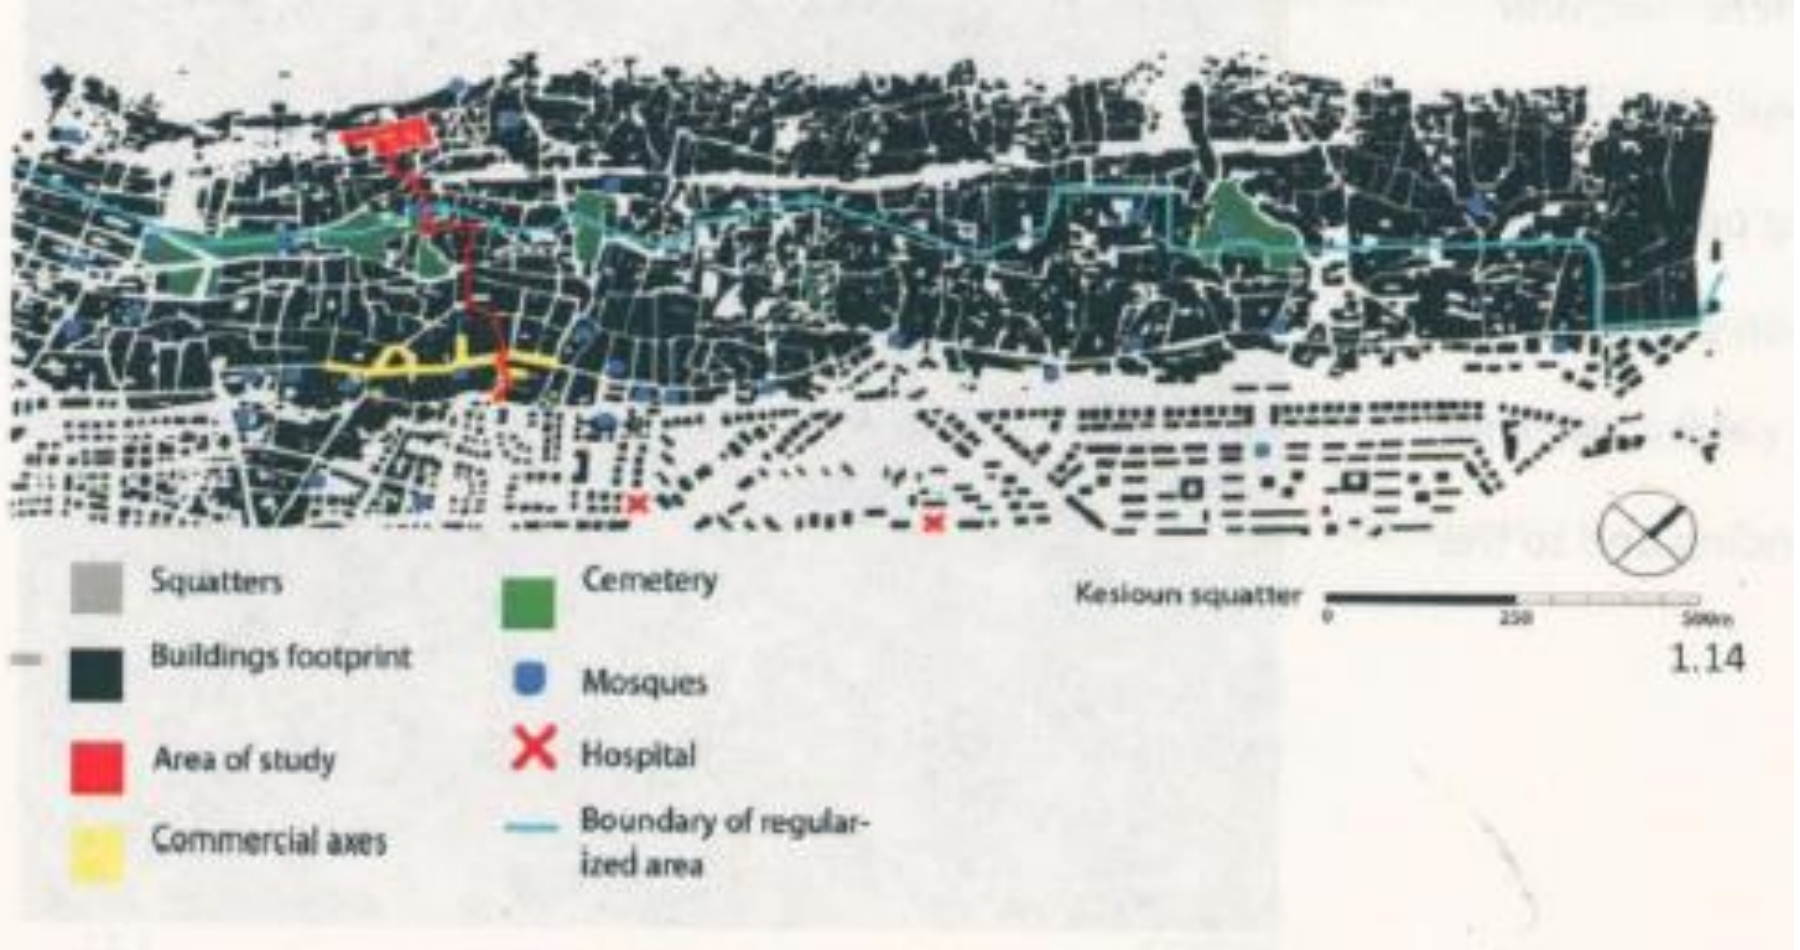 Squatters
Buildings footprint
Area of study
Commercial axes
Cemetery
Mosques
Hospital
Boundary of regular-
ized area
Kesioun squatter
0 250 500m
1.14